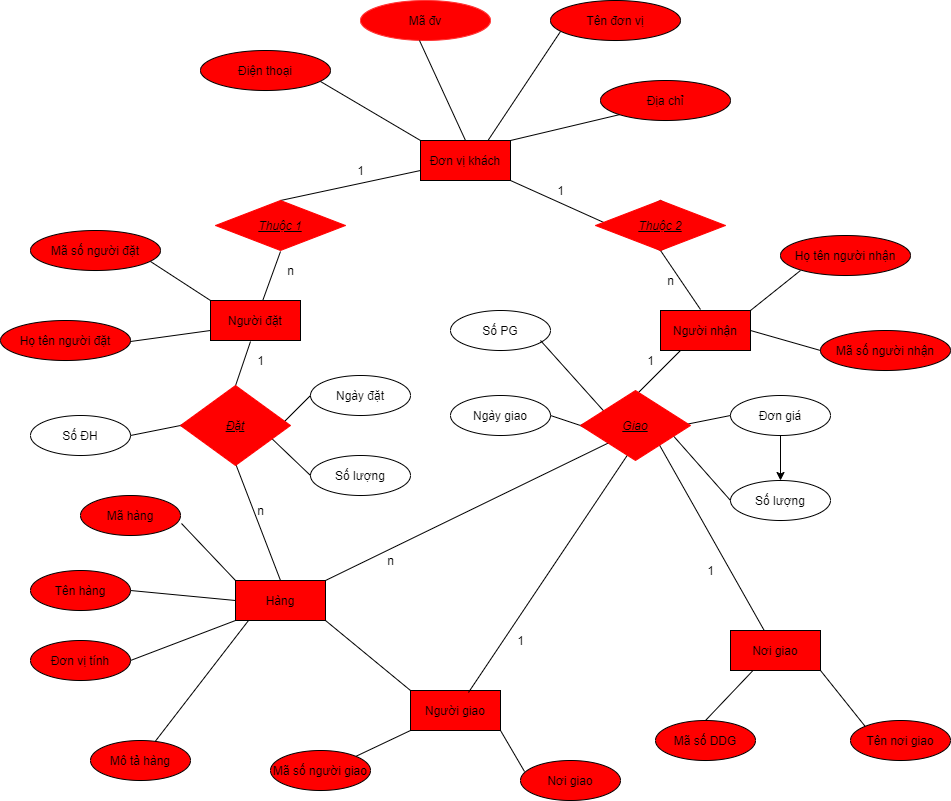 Mã đv
Tên đơn vị
Điện thoại
Địa chỉ
Đơn vị khách
1
1
Thuộc 1
Thuộc 2
Mã số người đặt
Họ tên người nhận
n
n
Người đặt
Số PG
Người nhận
Họ tên người đặt
1
1
Mã số người nhận
Ngày đặt
Ngày giao
Đơn giá
Số ĐH
Đặt
Giao
Số lượng
Số lượng
Mã hàng
n
n
1
Tên hàng
Hàng
1
Đơn vị tính
Nơi giao
Người giao
Mô tả hàng
Mã số người giao
Nơi giao
Mã số DDG
Tên nơi giao